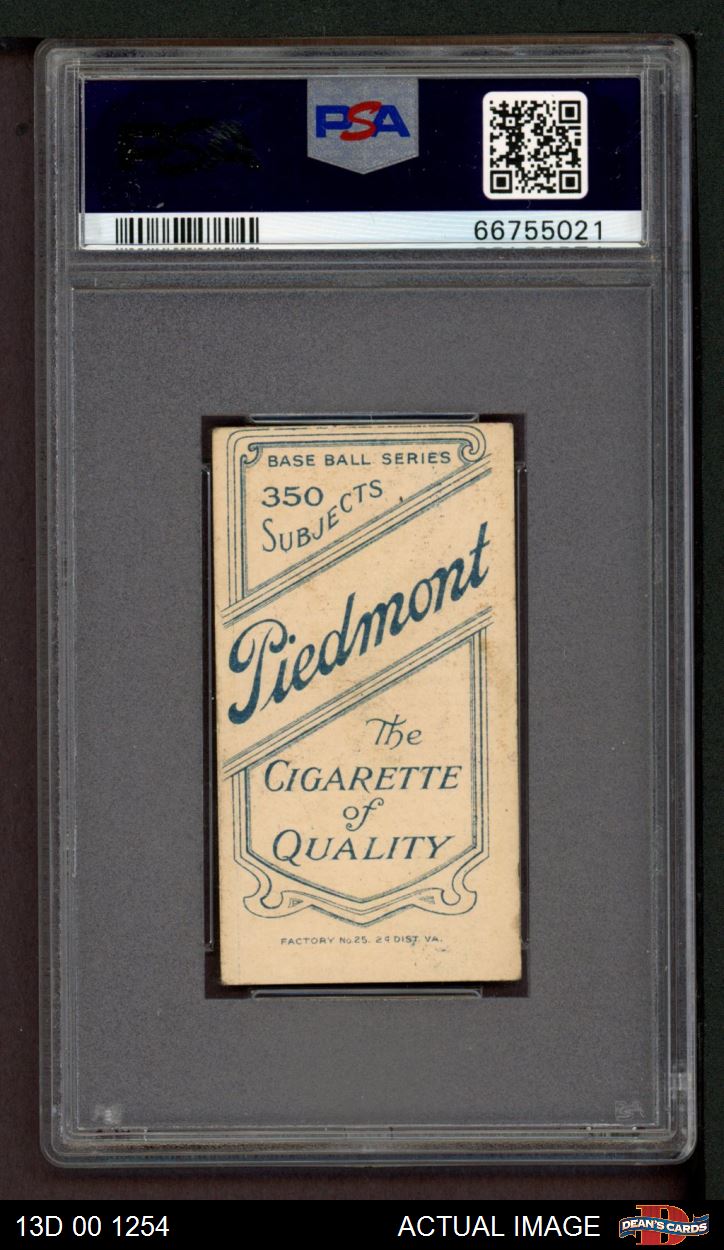 PSA
PSA
66755021
BASE BALL SERIES
350
SUBJECTS
Piedmont
The
CIGARETTE
of
QUALITY
FACTORY No.25. 2d DIST. VA.
13D 00 1254
ACTUAL IMAGE
DEAN'S CARDS